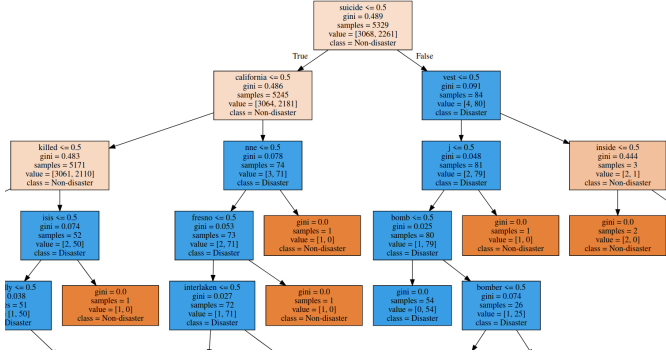 suicide <= 0.5
gini = 0.489
samples = 5329
value = [3068, 2261]
class = Non-disaster
True
False
california <= 0.5
gini = 0.486
samples = 5245
value = [3064, 2181]
class = Non-disaster
vest <= 0.5
gini = 0.091
samples = 84
value = [4, 80]
class = Disaster
killed <= 0.5
gini = 0.483
samples = 5171
value = [3061, 2110]
class = Non-disaster
nne <= 0.5
gini = 0.078
samples = 74
value = [3, 71]
class = Disaster
j <= 0.5
gini = 0.048
samples = 81
value = [2, 79]
class = Disaster
inside <= 0.5
gini = 0.444
samples = 3
value = [2, 1]
class = Non-disaster
isis <= 0.5
gini = 0.074
samples = 52
value = [2, 50]
class = Disaster
fresno <= 0.5
gini = 0.053
samples = 73
value = [2, 71]
class = Disaster
gini = 0.0
samples = 1
value = [1, 0]
class = Non-disaster
bomb <= 0.5
gini = 0.025
samples = 80
value = [1, 79]
class = Disaster
gini = 0.0
samples = 1
value = [1, 0]
class = Non-disaster
gini = 0.0
samples = 2
value = [2, 0]
class = Non-disaster
lly <= 0.5
0.038
s = 51
[1, 50]
Disaster
gini = 0.0
samples = 1
value = [1, 0]
class = Non-disaster
interlaken <= 0.5
gini = 0.027
samples = 72
value = [1, 71]
class = Disaster
gini = 0.0
samples = 1
value = [1, 0]
class = Non-disaster
gini = 0.0
samples = 54
value = [0, 54]
class = Disaster
bomber <= 0.5
gini = 0.074
samples = 26
value = [1, 25]
class = Disaster